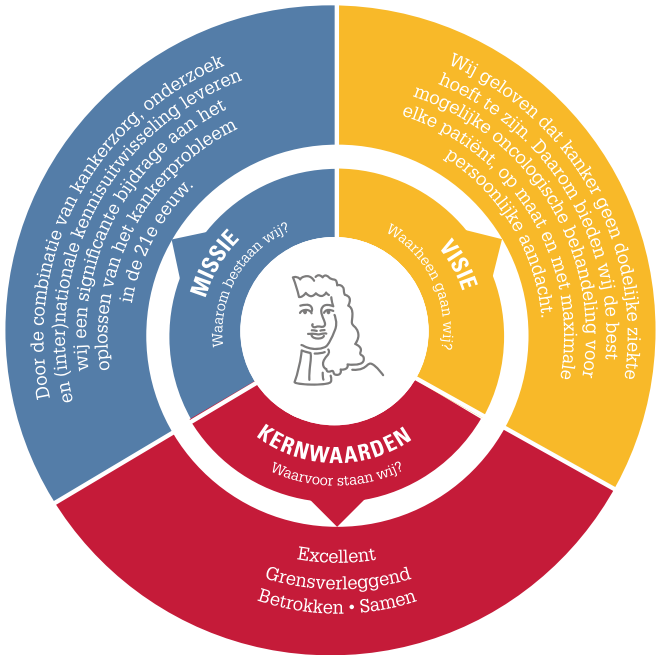 MISSIE
Waarom bestaan wij?
Door de combinatie van kankerzorg, onderzoek
en (inter)nationale kennisuitwisseling leveren
wij een significante bijdrage aan het
oplossen van het kankerprobleem
in de 21e eeuw.
VISIE
Waarheen gaan wij?
Wij geloven dat kanker geen dodelijke ziekte
hoeft te zijn. Daarom bieden wij de best
mogelijke oncologische behandeling voor
elke patiënt, op maat en met maximale
persoonlijke aandacht.
KERNWAARDEN
Waarvoor staan wij?
Excellent
Grensverleggend
Betrokken • Samen